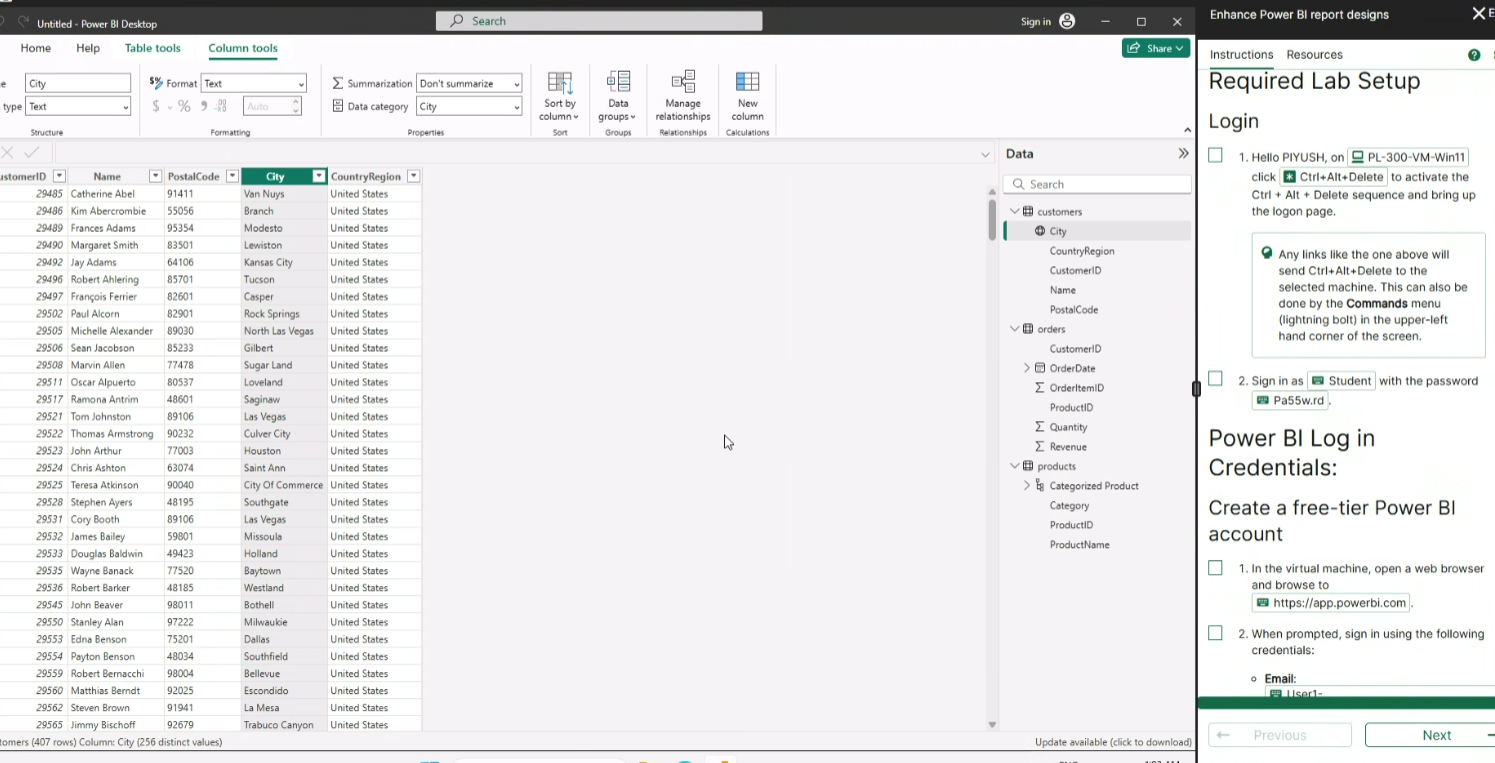 Untitled - Power BI Desktop
Search
Sign in
Home Help Table tools Column tools
Share
City
Format Text
Summarization Don't summarize
type Text
$ % Auto
Data category City
Sort by column
Data groups
Manage relationships
New column
Structure Formatting Properties Sort Groups Relationships Calculations
ustomerID Name PostalCode City CountryRegion
29485 Catherine Abel 91411 Van Nuys United States
29486 Kim Abercrombie 55056 Branch United States
29489 Frances Adams 95354 Modesto United States
29490 Margaret Smith 83501 Lewiston United States
29492 Jay Adams 64106 Kansas City United States
29496 Robert Ahlering 85701 Tucson United States
29497 François Ferrier 82601 Casper United States
29502 Paul Alcorn 82901 Rock Springs United States
29505 Michelle Alexander 89030 North Las Vegas United States
29506 Sean Jacobson 85233 Gilbert United States
29508 Marvin Allen 77478 Sugar Land United States
29511 Oscar Alpuerto 80537 Loveland United States
29517 Ramona Antrim 48601 Saginaw United States
29521 Tom Johnston 89106 Las Vegas United States
29522 Thomas Armstrong 90232 Culver City United States
29523 John Arthur 77003 Houston United States
29524 Chris Ashton 63074 Saint Ann United States
29525 Teresa Atkinson 90040 City Of Commerce United States
29528 Stephen Ayers 48195 Southgate United States
29531 Cory Booth 89106 Las Vegas United States
29532 James Bailey 59801 Missoula United States
29533 Douglas Baldwin 49423 Holland United States
29535 Wayne Banack 77520 Baytown United States
29536 Robert Barker 48185 Westland United States
29545 John Beaver 98011 Bothell United States
29550 Stanley Alan 97222 Milwaukie United States
29553 Edna Benson 75201 Dallas United States
29554 Payton Benson 48034 Southfield United States
29559 Robert Bernacchi 98004 Bellevue United States
29560 Matthias Berndt 92025 Escondido United States
29562 Steven Brown 91941 La Mesa United States
29565 Jimmy Bischoff 92679 Trabuco Canyon United States
tomers (407 rows) Column: City (256 distinct values)
Update available (click to download)
Data
Search
customers
City
CountryRegion
CustomerID
Name
PostalCode
orders
CustomerID
OrderDate
OrderItemID
ProductID
Quantity
Revenue
products
Categorized Product
Category
ProductID
ProductName
Enhance Power BI report designs
Instructions Resources
Required Lab Setup
Login
1. Hello PIYUSH, on PL-300-VM-Win11
click Ctrl+Alt+Delete to activate the
Ctrl + Alt + Delete sequence and bring up
the logon page.
Any links like the one above will
send Ctrl+Alt+Delete to the
selected machine. This can also be
done by the Commands menu
(lightning bolt) in the upper-left
hand corner of the screen.
2. Sign in as Student with the password
Pa55w.rd.
Power BI Log in
Credentials:
Create a free-tier Power BI
account
1. In the virtual machine, open a web browser
and browse to
https://app.powerbi.com.
2. When prompted, sign in using the following
credentials:
Email:
User1-
Previous Next